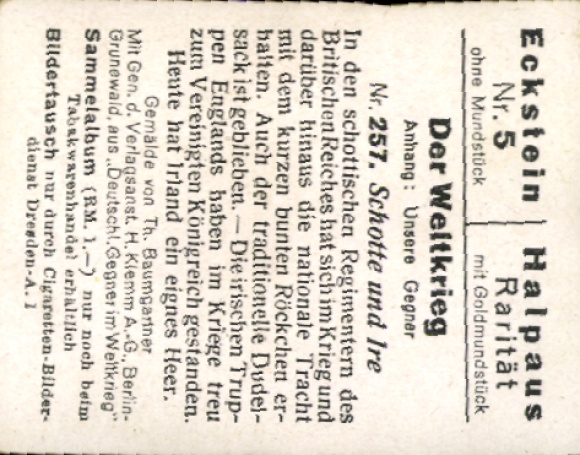 Eckstein Halpaus
Nr. 5 Rarität
ohne Mundstück mit Goldmundstück
Der Weltkrieg
Anhang: Unsere Gegner
Nr. 257. Schotte und Ire
In den schottischen Regimentern des
Britischen Reiches hat sich im Krieg und
darüber hinaus die nationale Tracht
mit dem kurzen bunten Röckchen er-
halten. Auch der traditionelle Dudel-
sack ist geblieben. — Die irischen Trup-
pen Englands haben im Kriege treu
zum Vereinigten Königreich gestanden.
Heute hat Irland ein eignes Heer.
Gemälde von Th. Baumgartner
Mit Gen. d. Verlagsanst. H. Klemm A.-G., Berlin-
Grunewald, aus „Deutschl. Gegner im Weltkrieg"
Sammelalbum (RM. 1.—) nur noch beim
Tabakwarenhandel erhältlich
Bildertausch nur durch Cigaretten-Bilder-
dienst Dresden-A. 1